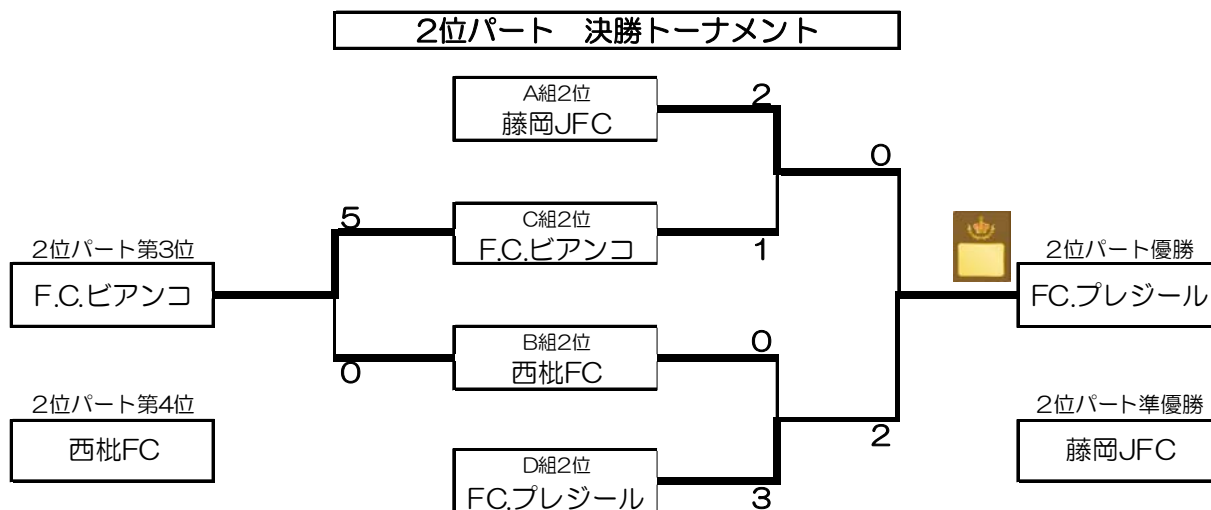 2位パート　決勝トーナメント
A組2位
藤岡JFC
2
0
C組2位
F.C.ビアンコ
5
1
2位パート第3位
F.C.ビアンコ
2位パート優勝
FC.プレジール
B組2位
西枇FC
0
0
2位パート第4位
西枇FC
2
2位パート準優勝
藤岡JFC
D組2位
FC.プレジール
3